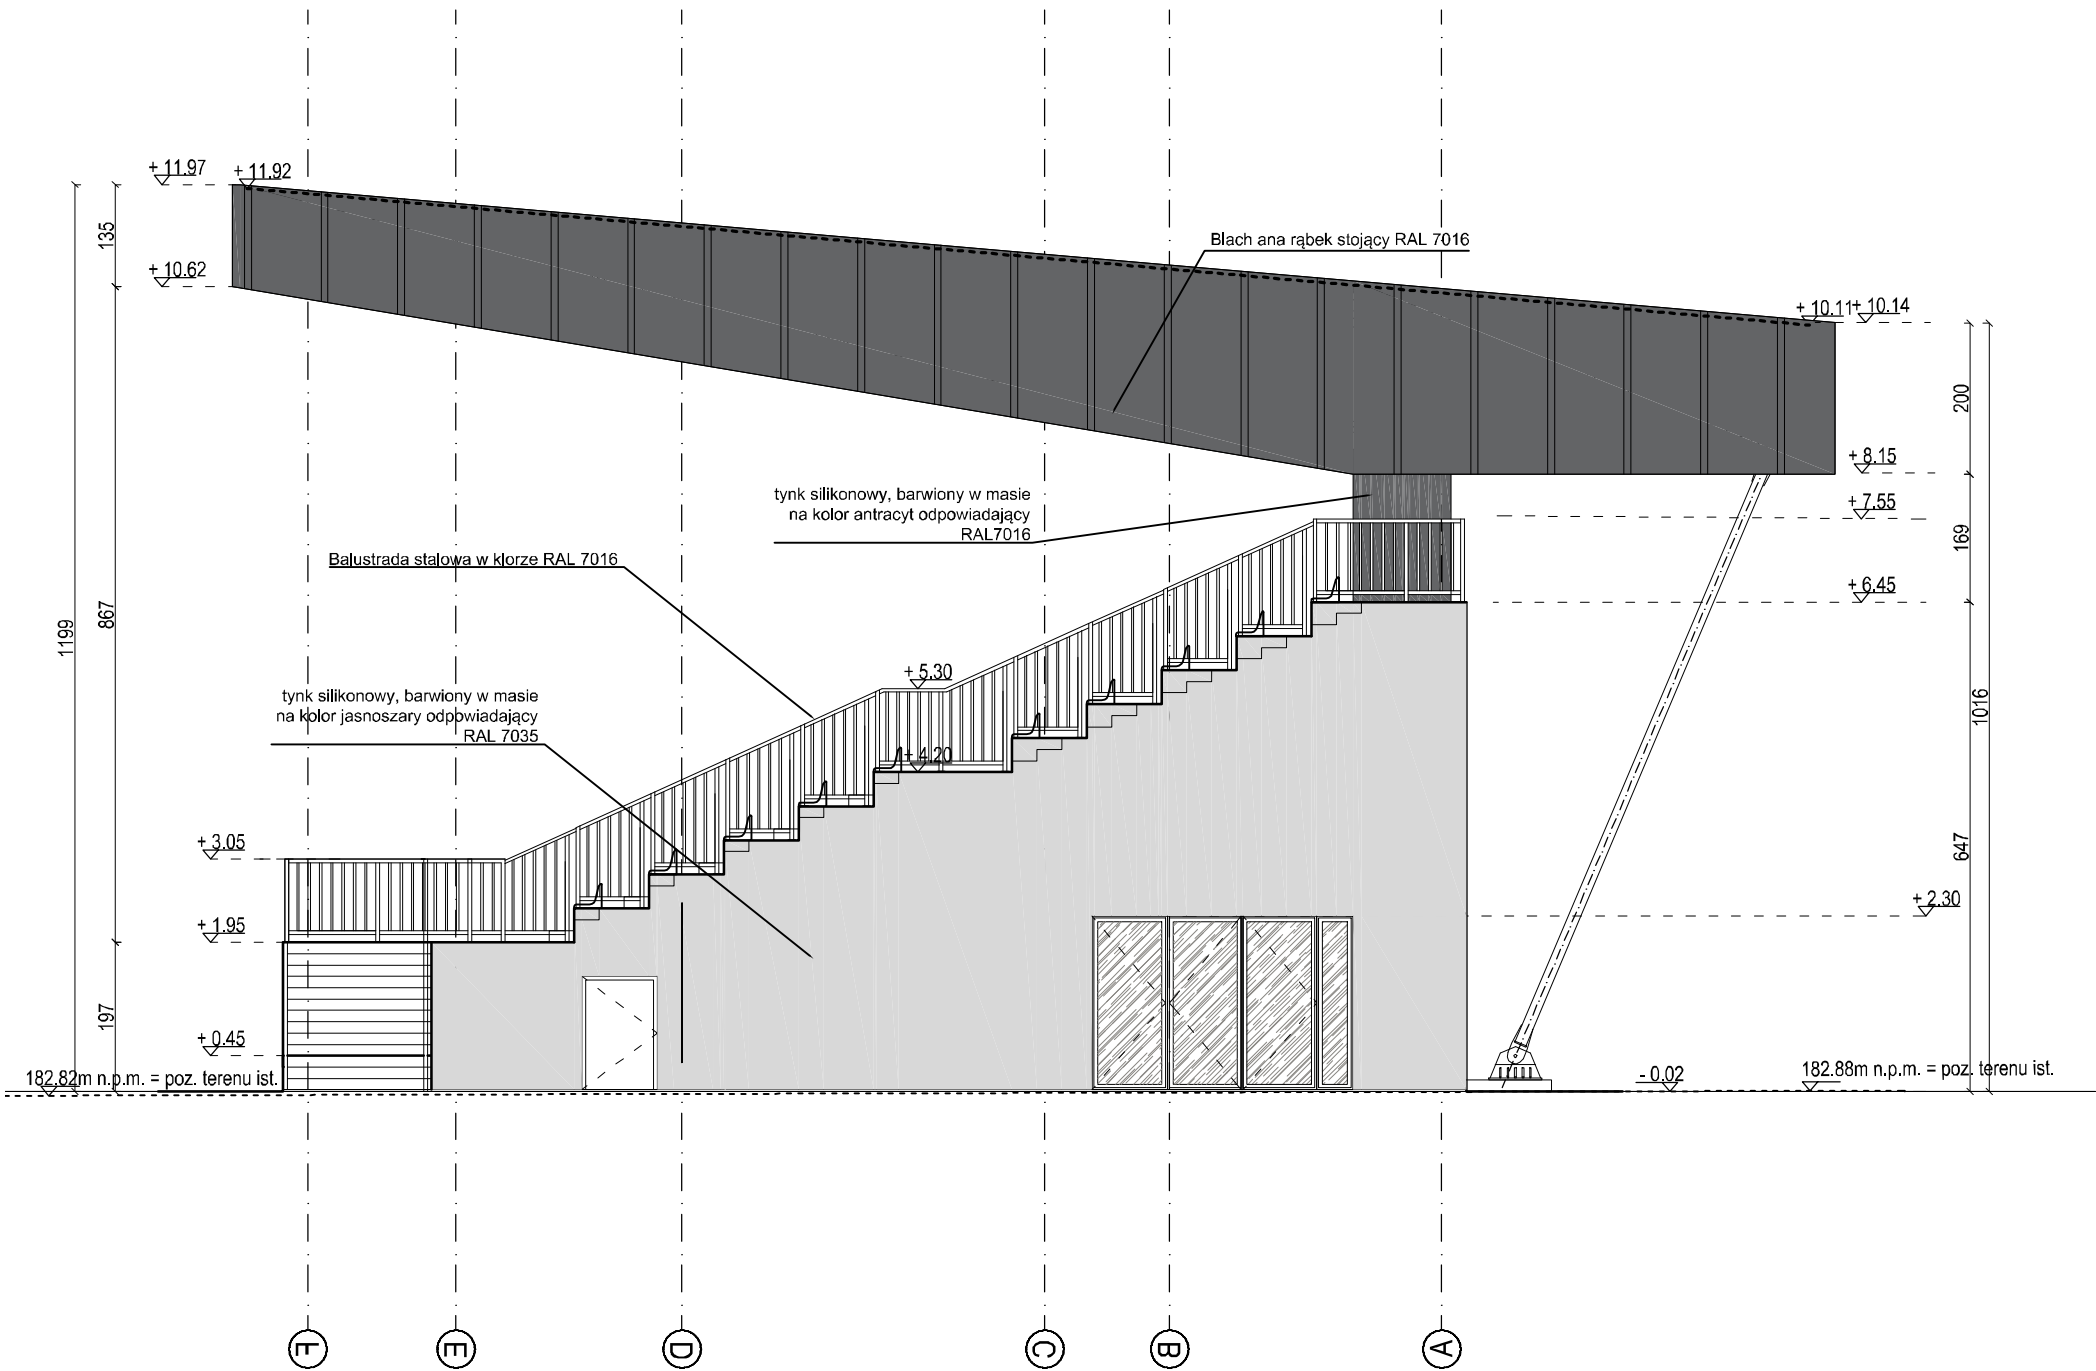 + 11.97
+ 11.92
135
+ 10.62
Blach ana rąbek stojący RAL 7016
+ 10.11
+ 10.14
200
+ 8.15
tynk silikonowy, barwiony w masie
na kolor antracyt odpowiadający
RAL7016
+ 7.55
169
Balustrada stalowa w klorze RAL 7016
+ 6.45
867
1199
+ 5.30
tynk silikonowy, barwiony w masie
na kolor jasnoszary odpowiadający
RAL 7035
1016
+ 4.20
+ 3.05
647
+ 2.30
+ 1.95
197
+ 0.45
182.82m n.p.m. = poz. terenu ist.
- 0.02
182.88m n.p.m. = poz. terenu ist.
Ł
E
D
C
B
A